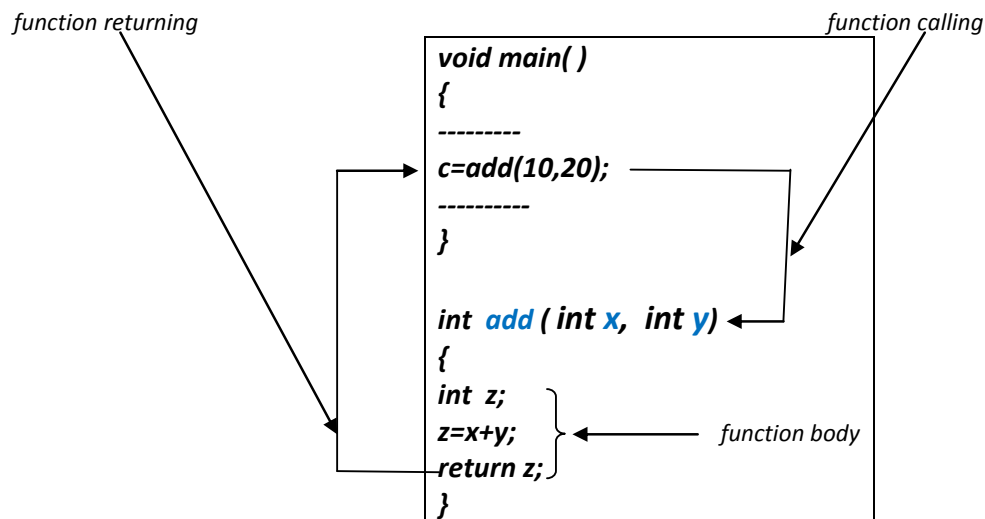 function returning
function calling
void main( )
{
---------
c=add(10,20);
----------
}
int add ( int x, int y)
{
int z;
z=x+y;
function body
return z;
}